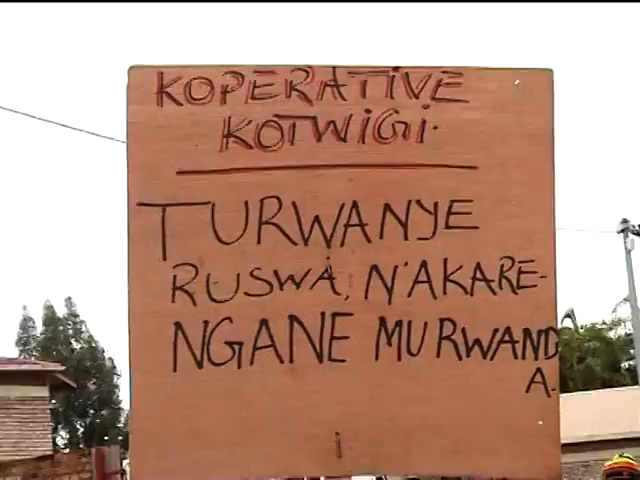 KOPERATIVE
KOTWIGI.
TURWANYE
RUSWA, N'AKARE-
NGANE MURWAND
A.